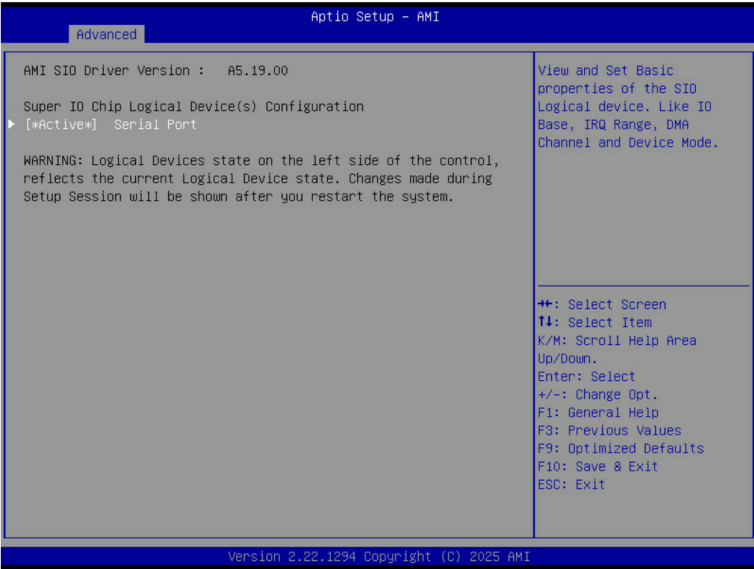 Aptio Setup – AMI
Advanced
AMI SIO Driver Version :   A5.19.00
Super IO Chip Logical Device(s) Configuration
[*Active*]  Serial Port
WARNING: Logical Devices state on the left side of the control,
reflects the current Logical Device state. Changes made during
Setup Session will be shown after you restart the system.
View and Set Basic
properties of the SIO
Logical device. Like IO
Base, IRQ Range, DMA
Channel and Device Mode.
→←: Select Screen
↑↓: Select Item
K/M: Scroll Help Area
Up/Down.
Enter: Select
+/-: Change Opt.
F1: General Help
F3: Previous Values
F9: Optimized Defaults
F10: Save & Exit
ESC: Exit
Version 2.22.1294 Copyright (C) 2025 AMI